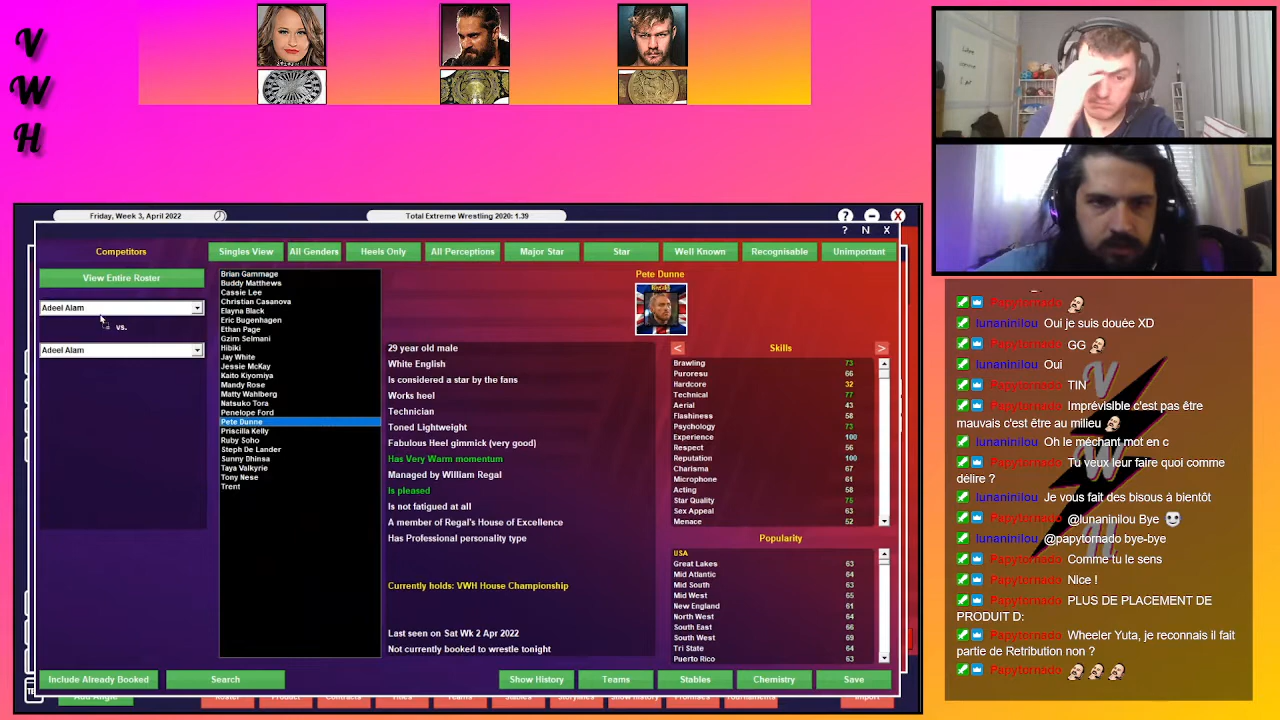 V
W
H
Friday, Week 3, April 2022
Total Extreme Wrestling 2020: 1.39
?
X
? N X
Competitors
Singles View
All Genders
Heels Only
All Perceptions
Major Star
Star
Well Known
Recognisable
Unimportant
View Entire Roster
Adeel Alam
vs.
Adeel Alam
Brian Gammage
Buddy Matthews
Cassie Lee
Christian Casanova
Elayna Black
Eric Bugenhagen
Ethan Page
Gzim Selmani
Hibiki
Jay White
Jessie McKay
Kaito Kiyomiya
Mandy Rose
Matty Wahlberg
Natsuko Tora
Penelope Ford
Pete Dunne
Priscilla Kelly
Ruby Soho
Steph De Lander
Sunny Dhinsa
Taya Valkyrie
Tony Nese
Trent
Pete Dunne
29 year old male
White English
Is considered a star by the fans
Works heel
Technician
Toned Lightweight
Fabulous Heel gimmick (very good)
Has Very Warm momentum
Managed by William Regal
Is pleased
Is not fatigued at all
A member of Regal's House of Excellence
Has Professional personality type
Currently holds: VWH House Championship
Last seen on Sat Wk 2 Apr 2022
Not currently booked to wrestle tonight
< Skills >
Brawling 73
Puroresu 66
Hardcore 32
Technical 77
Aerial 43
Flashiness 58
Psychology 73
Experience 100
Respect 56
Reputation 100
Charisma 67
Microphone 61
Acting 58
Star Quality 75
Sex Appeal 63
Menace 52
Popularity
USA
Great Lakes 63
Mid Atlantic 64
Mid South 64
Mid West 65
New England 61
North West 64
South East 66
South West 69
Tri State 64
Puerto Rico 63
Include Already Booked
Search
Show History
Teams
Stables
Chemistry
Save
Papytornado
lunaninilou Oui je suis douée XD
Papytornado GG
lunaninilou Oui
Papytornado TIN
Papytornado Imprévisible c'est pas être
mauvais c'est être au milieu
lunaninilou Oh le méchant mot en c
Papytornado Tu veux leur faire quoi comme
délire ?
lunaninilou Je vous fait des bisous à bientôt
Papytornado @lunaninilou Bye
lunaninilou @papytornado bye-bye
Papytornado Comme tu le sens
Papytornado Nice !
Papytornado PLUS DE PLACEMENT DE
PRODUIT D:
Papytornado Wheeler Yuta, je reconnais il fait
partie de Retribution non ?
Papytornado
V
W
H